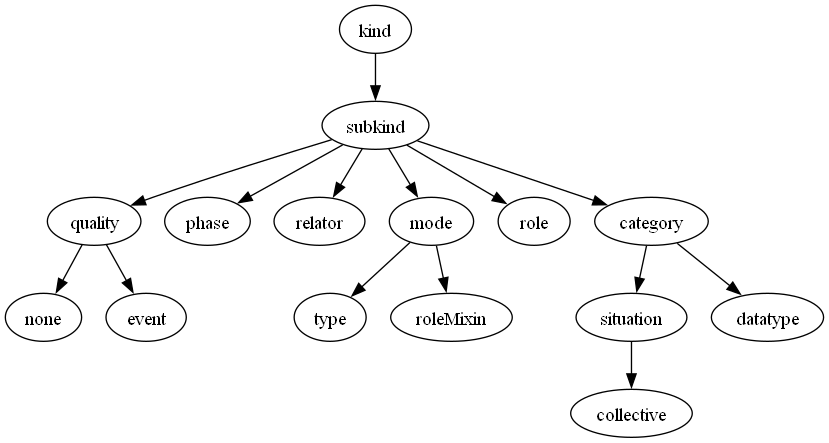 kind
subkind
quality
phase
relator
mode
role
category
none
event
type
roleMixin
situation
datatype
collective